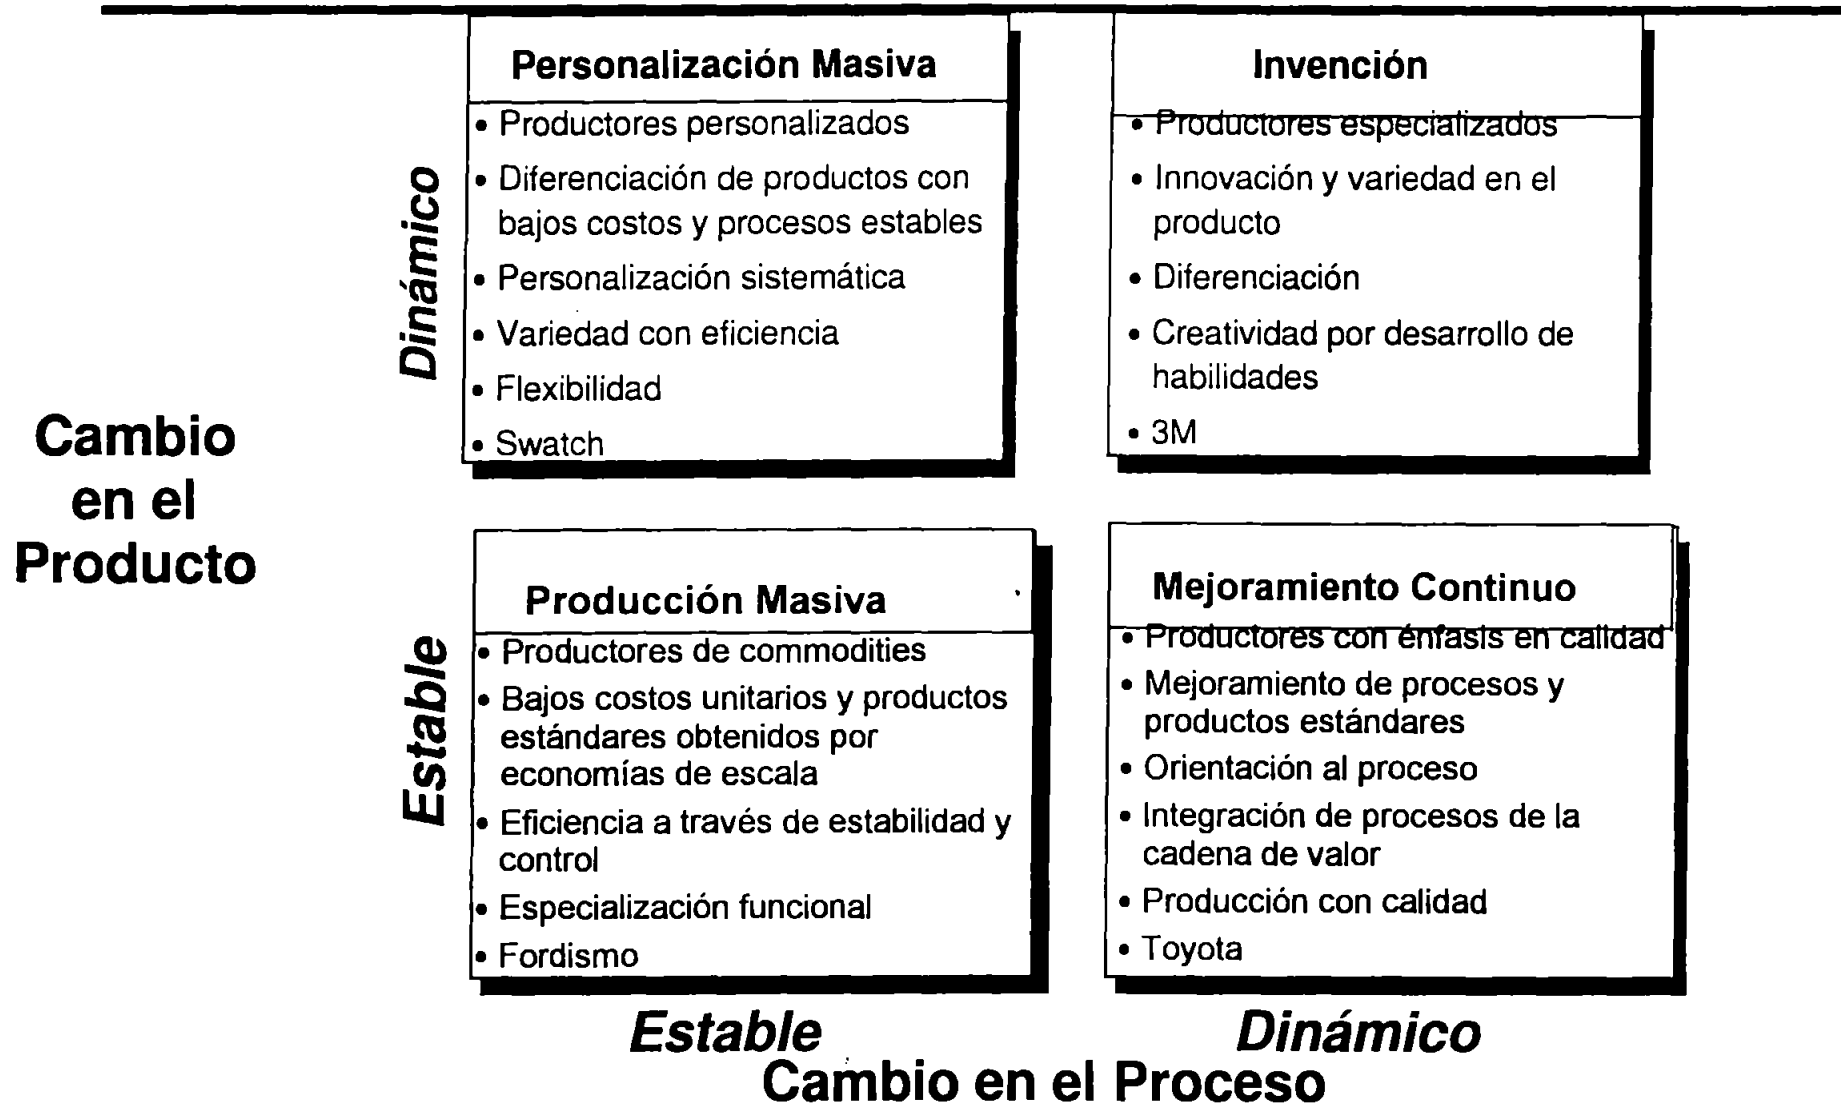 Personalización Masiva
• Productores personalizados
• Diferenciación de productos con
bajos costos y procesos estables
• Personalización sistemática
• Variedad con eficiencia
• Flexibilidad
• Swatch
Invención
• Productores especializados
• Innovación y variedad en el
producto
• Diferenciación
• Creatividad por desarrollo de
habilidades
• 3M
Dinámico
Cambio
en el
Producto
Estable
Producción Masiva
• Productores de commodities
• Bajos costos unitarios y productos
estándares obtenidos por
economías de escala
• Eficiencia a través de estabilidad y
control
• Especialización funcional
• Fordismo
Mejoramiento Continuo
• Productores con énfasis en calidad
• Mejoramiento de procesos y
productos estándares
• Orientación al proceso
• Integración de procesos de la
cadena de valor
• Producción con calidad
• Toyota
Estable
Dinámico
Cambio en el Proceso